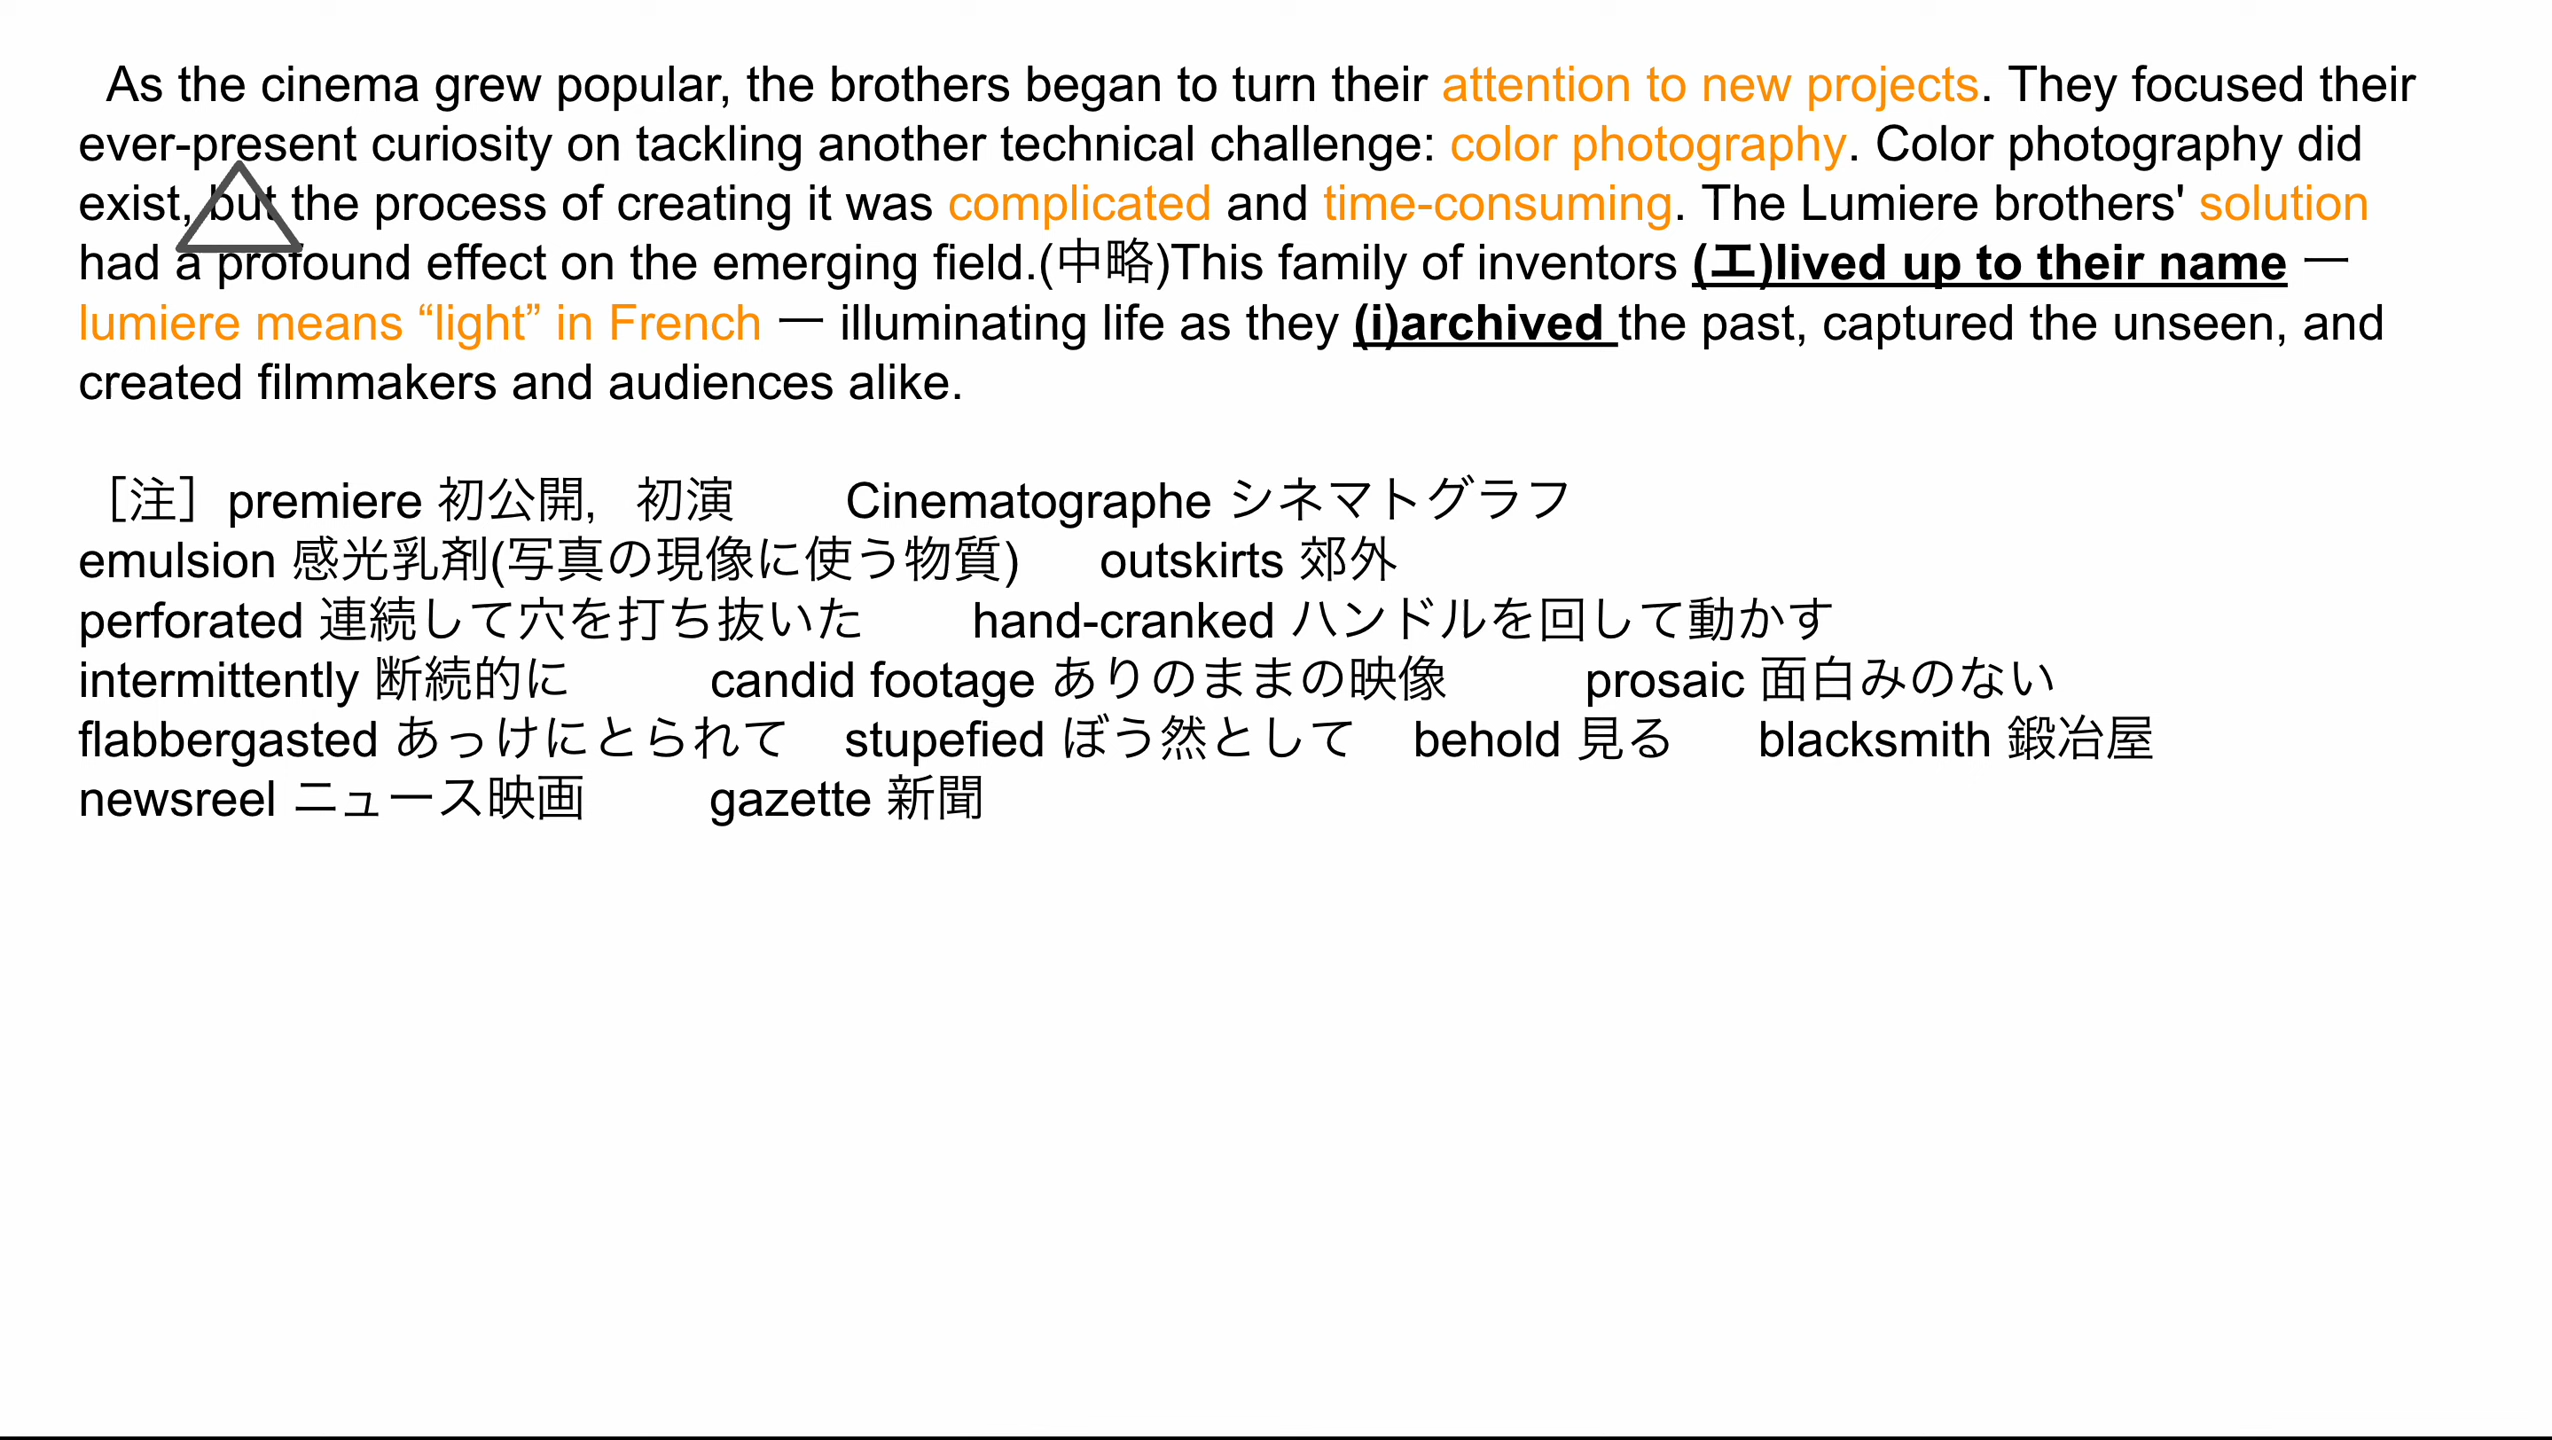 As the cinema grew popular, the brothers began to turn their attention to new projects. They focused their
ever-present curiosity on tackling another technical challenge: color photography. Color photography did
exist, but the process of creating it was complicated and time-consuming. The Lumiere brothers' solution
had a profound effect on the emerging field.(中略)This family of inventors (エ)lived up to their name —
lumiere means “light” in French — illuminating life as they (i)archived the past, captured the unseen, and
created filmmakers and audiences alike.
［注］premiere 初公開， 初演 Cinematographe シネマトグラフ
emulsion 感光乳剤(写真の現像に使う物質) outskirts 郊外
perforated 連続して穴を打ち抜いた hand-cranked ハンドルを回して動かす
intermittently 断続的に candid footage ありのままの映像 prosaic 面白みのない
flabbergasted あっけにとられて stupefied ぼう然として behold 見る blacksmith 鍛冶屋
newsreel ニュース映画 gazette 新聞